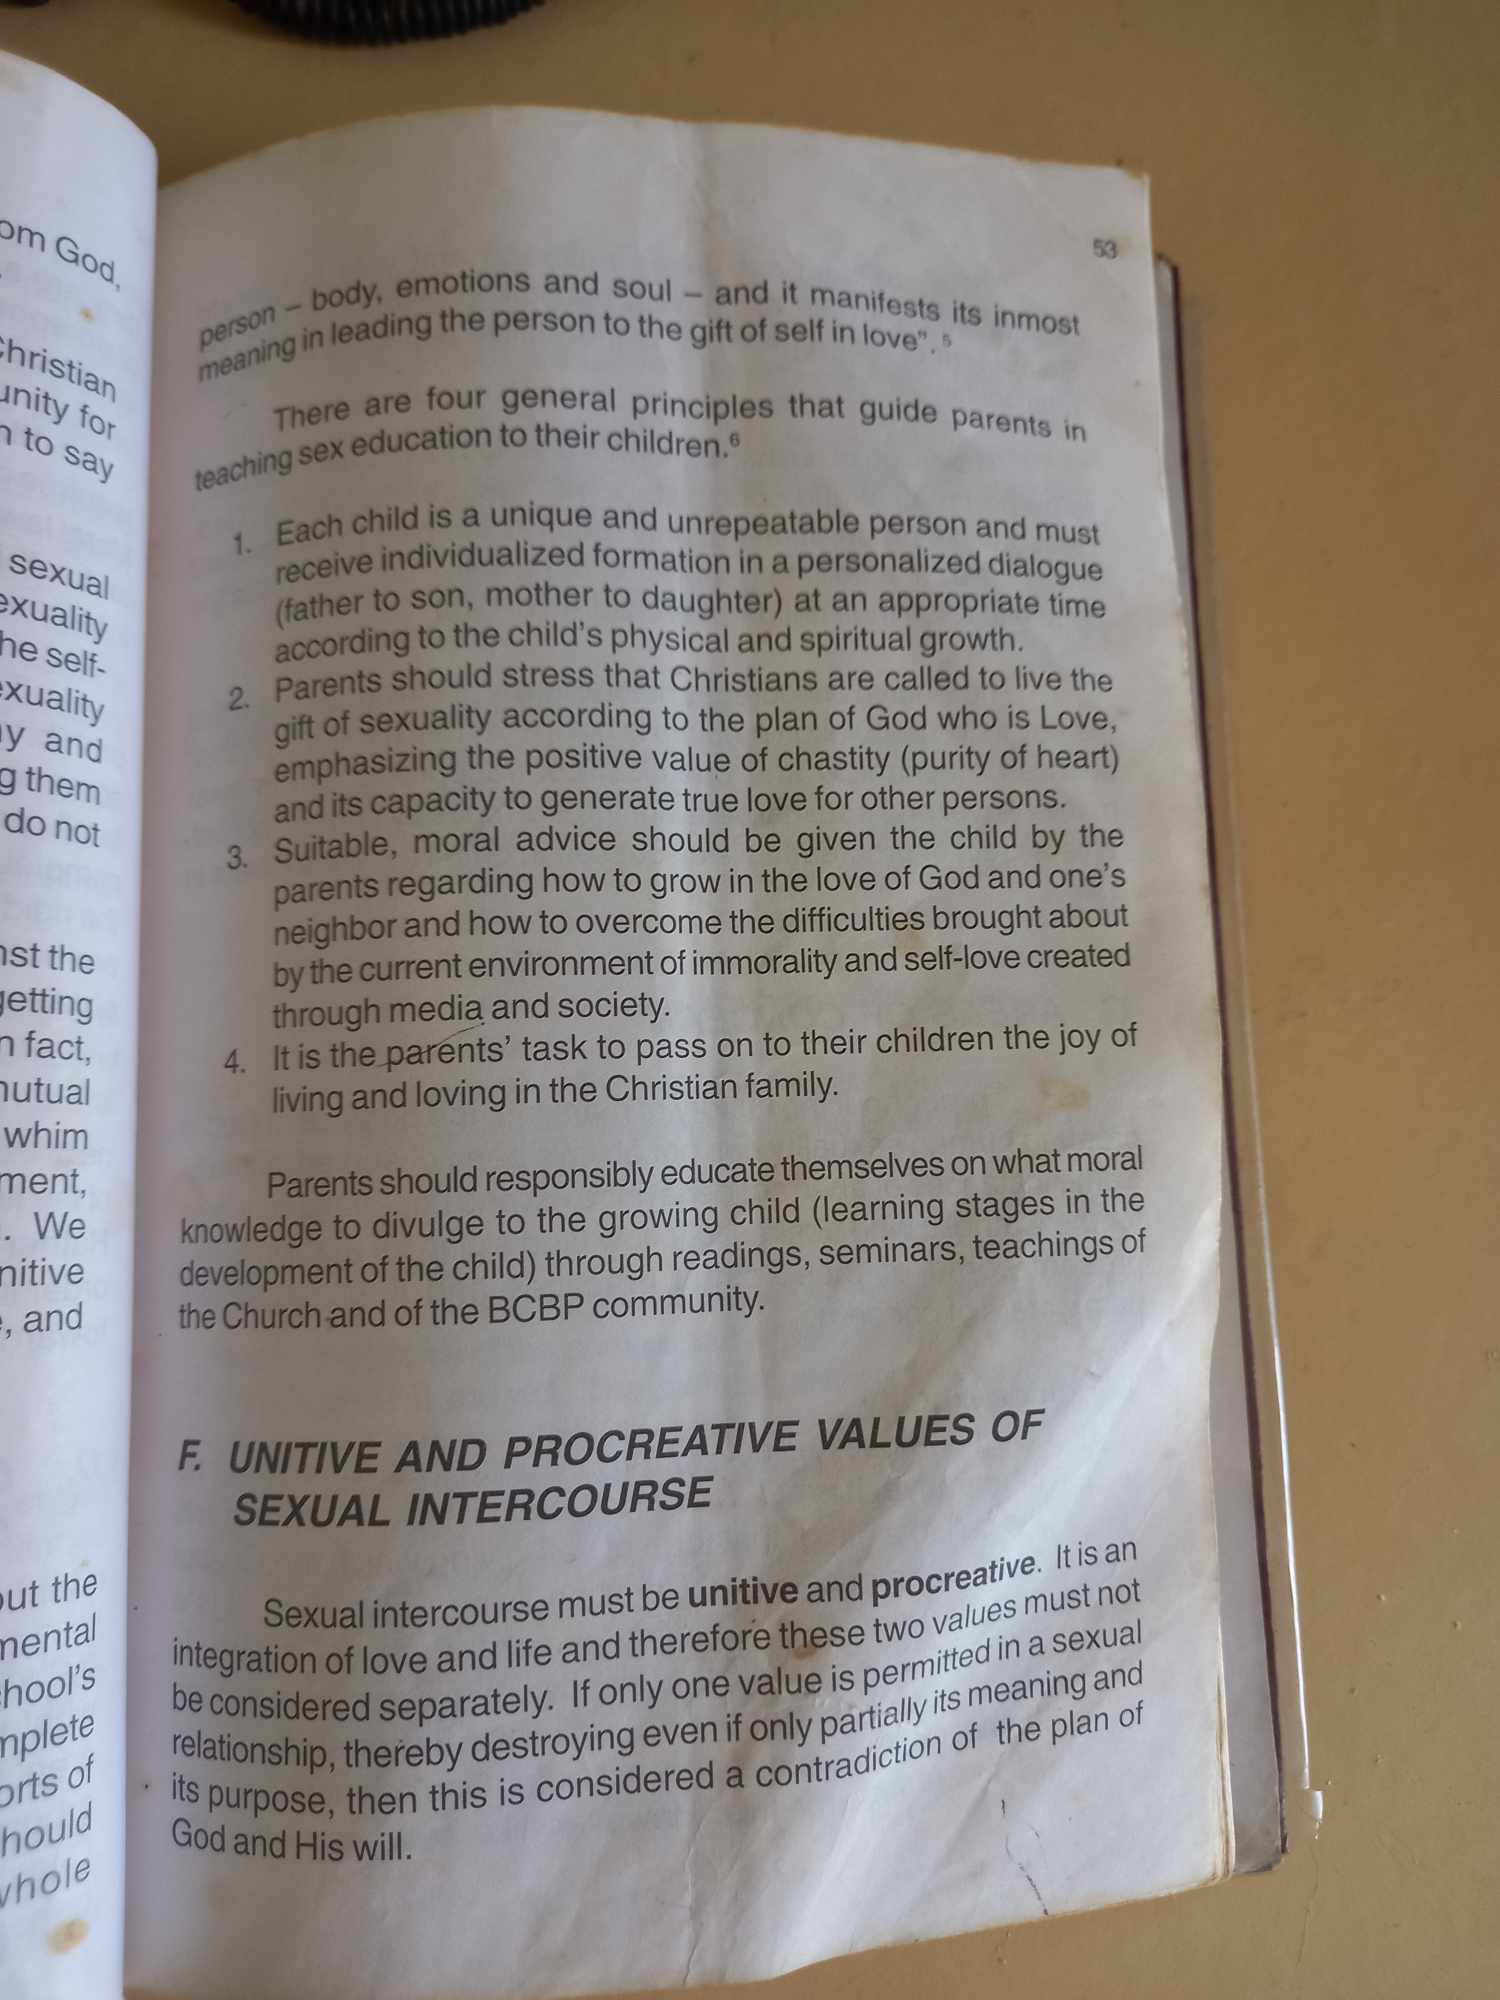 om God,
Christian
unity for
n to say
sexual
exuality
he self-
exuality
y and
g them
do not
nst the
getting
n fact,
mutual
whim
ment,
. We
nitive
e, and
out the
mental
chool's
mplete
orts of
hould
whole
53
person – body, emotions and soul – and it manifests its inmost
meaning in leading the person to the gift of self in love". 5
There are four general principles that guide parents in
teaching sex education to their children.6
1. Each child is a unique and unrepeatable person and must
receive individualized formation in a personalized dialogue
(father to son, mother to daughter) at an appropriate time
according to the child's physical and spiritual growth.
2. Parents should stress that Christians are called to live the
gift of sexuality according to the plan of God who is Love,
emphasizing the positive value of chastity (purity of heart)
and its capacity to generate true love for other persons.
3. Suitable, moral advice should be given the child by the
parents regarding how to grow in the love of God and one's
neighbor and how to overcome the difficulties brought about
by the current environment of immorality and self-love created
through media and society.
4. It is the parents' task to pass on to their children the joy of
living and loving in the Christian family.
Parents should responsibly educate themselves on what moral
knowledge to divulge to the growing child (learning stages in the
development of the child) through readings, seminars, teachings of
the Church and of the BCBP community.
F. UNITIVE AND PROCREATIVE VALUES OF
SEXUAL INTERCOURSE
Sexual intercourse must be unitive and procreative. It is an
integration of love and life and therefore these two values must not
be considered separately. If only one value is permitted in a sexual
relationship, thereby destroying even if only partially its meaning and
its purpose, then this is considered a contradiction of the plan of
God and His will.